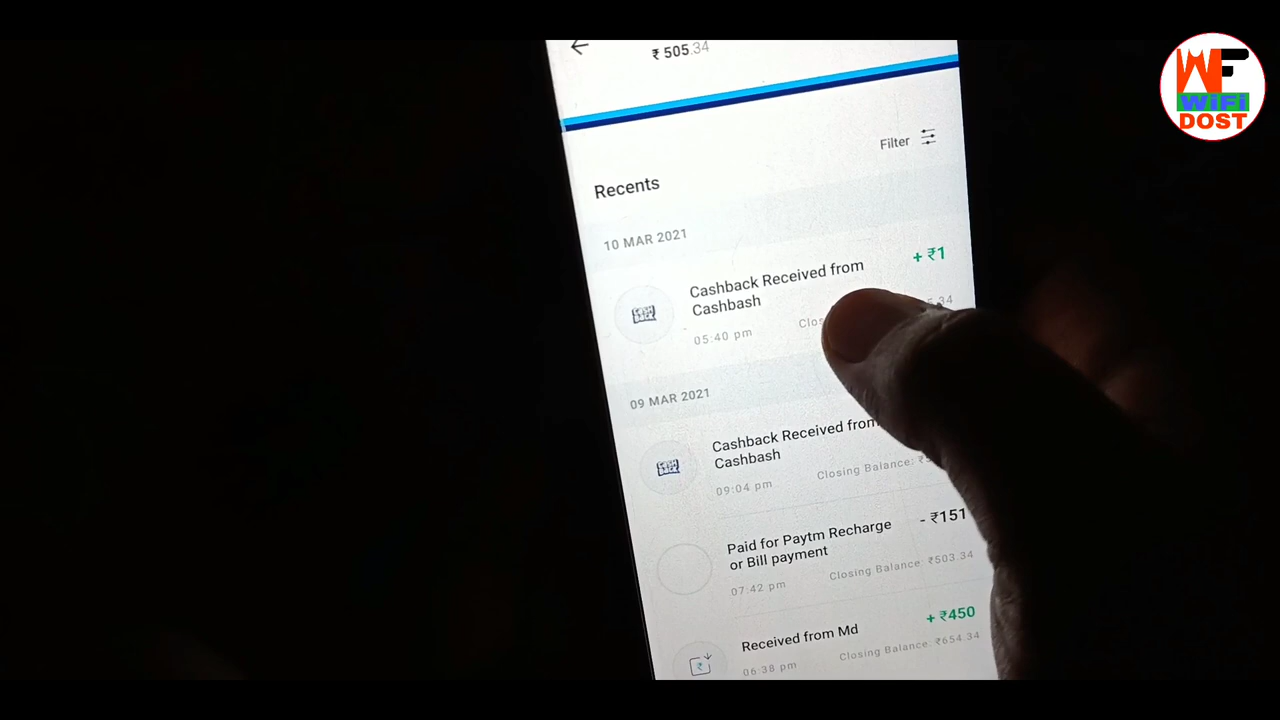 ₹ 505.34
WF
WiFi
DOST
Filter
Recents
10 MAR 2021
Cashback Received from
Cashbash
+ ₹1
05:40 pm
09 MAR 2021
Cashback Received from
Cashbash
09:04 pm
Closing Balance: ₹
Paid for Paytm Recharge
or Bill payment
- ₹151
07:42 pm
Closing Balance: ₹503.34
Received from Md
+ ₹450
06:38 pm
Closing Balance: ₹654.34